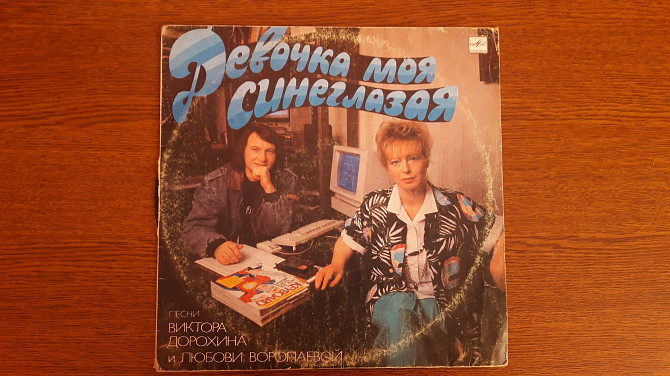 Девочка моя
синеглазая
ПЕСНИ
ВИКТОРА
ДОРОХИНА
И ЛЮБОВИ ВОРОПАЕВОЙ